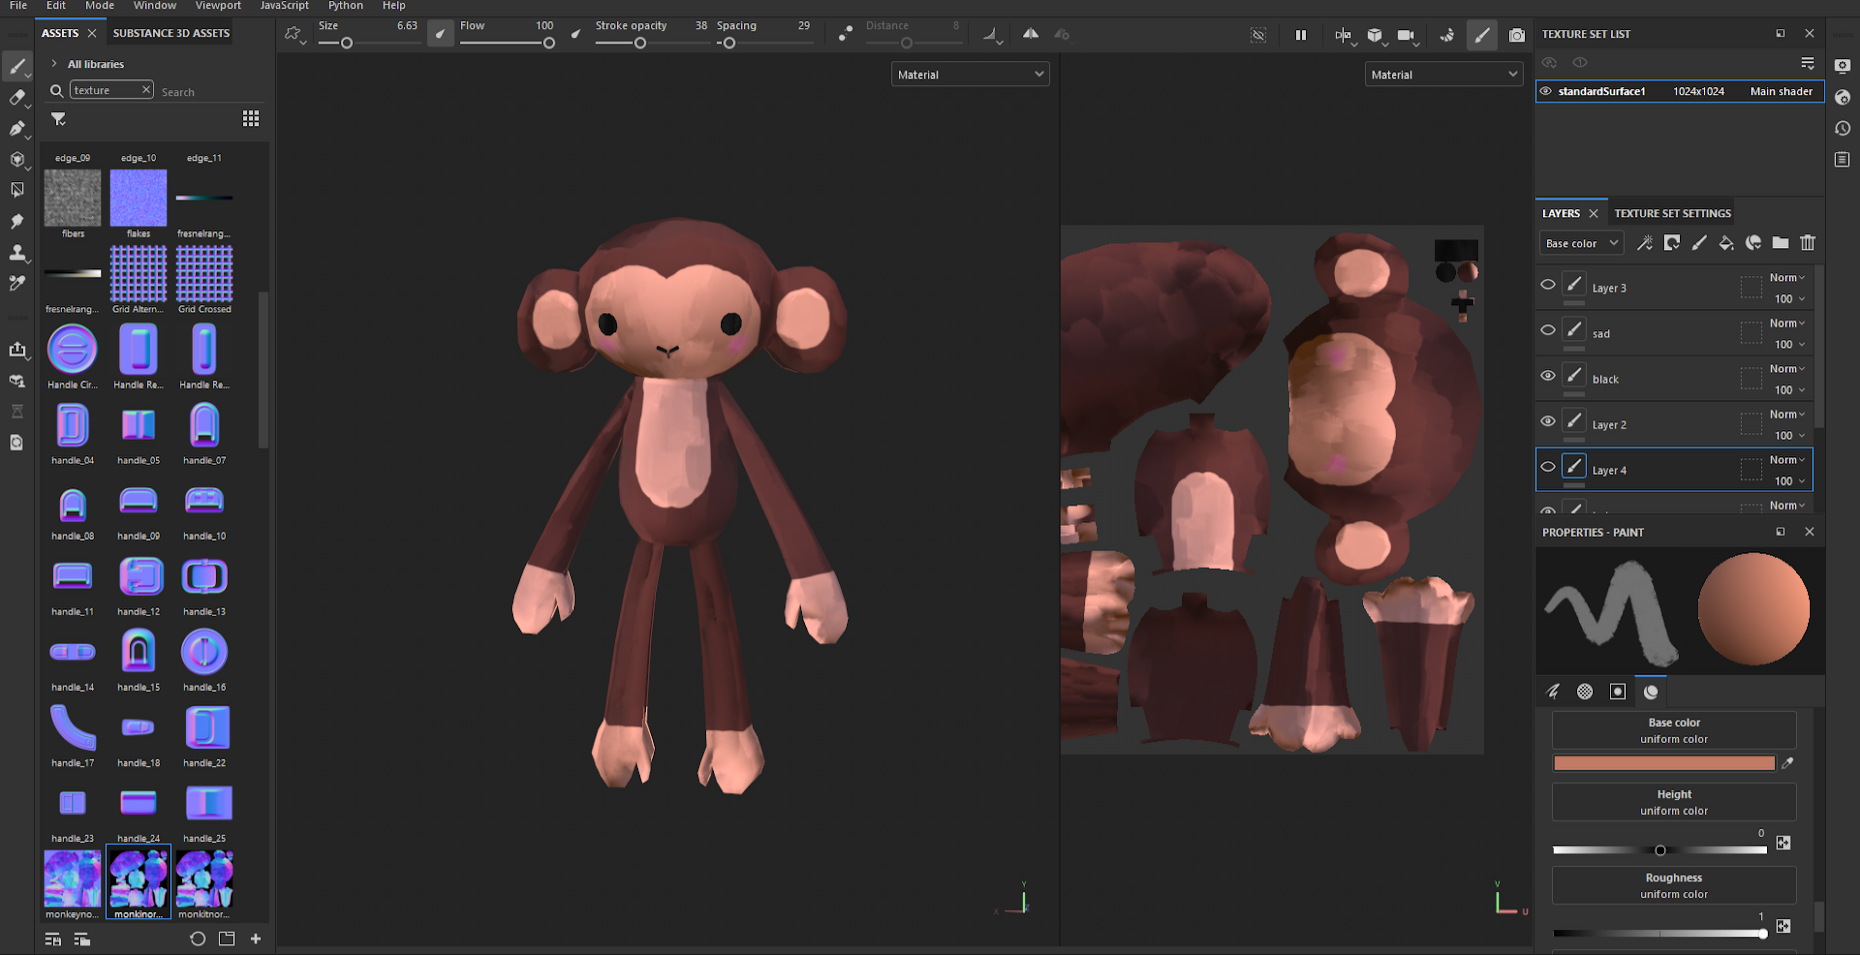 File Edit Mode Window Viewport JavaScript Python Help
ASSETS SUBSTANCE 3D ASSETS
Size 6.63 Flow 100 Stroke opacity 38 Spacing 29 Distance 8
All libraries
texture Search
edge_09 edge_10 edge_11
fibers flakes fresnelrang...
fresnelrang... Grid Altern... Grid Crossed
Handle Cir... Handle Re... Handle Re...
handle_04 handle_05 handle_07
handle_08 handle_09 handle_10
handle_11 handle_12 handle_13
handle_14 handle_15 handle_16
handle_17 handle_18 handle_22
handle_23 handle_24 handle_25
monkeyno... monkinor... monkitnor...
Material
Y
X
Material
V
U
TEXTURE SET LIST
standardSurface1 1024x1024 Main shader
LAYERS TEXTURE SET SETTINGS
Base color
Layer 3 Norm 100
sad Norm 100
black Norm 100
Layer 2 Norm 100
Layer 4 Norm 100
Norm
PROPERTIES - PAINT
Base color
uniform color
Height
uniform color
0
Roughness
uniform color
1